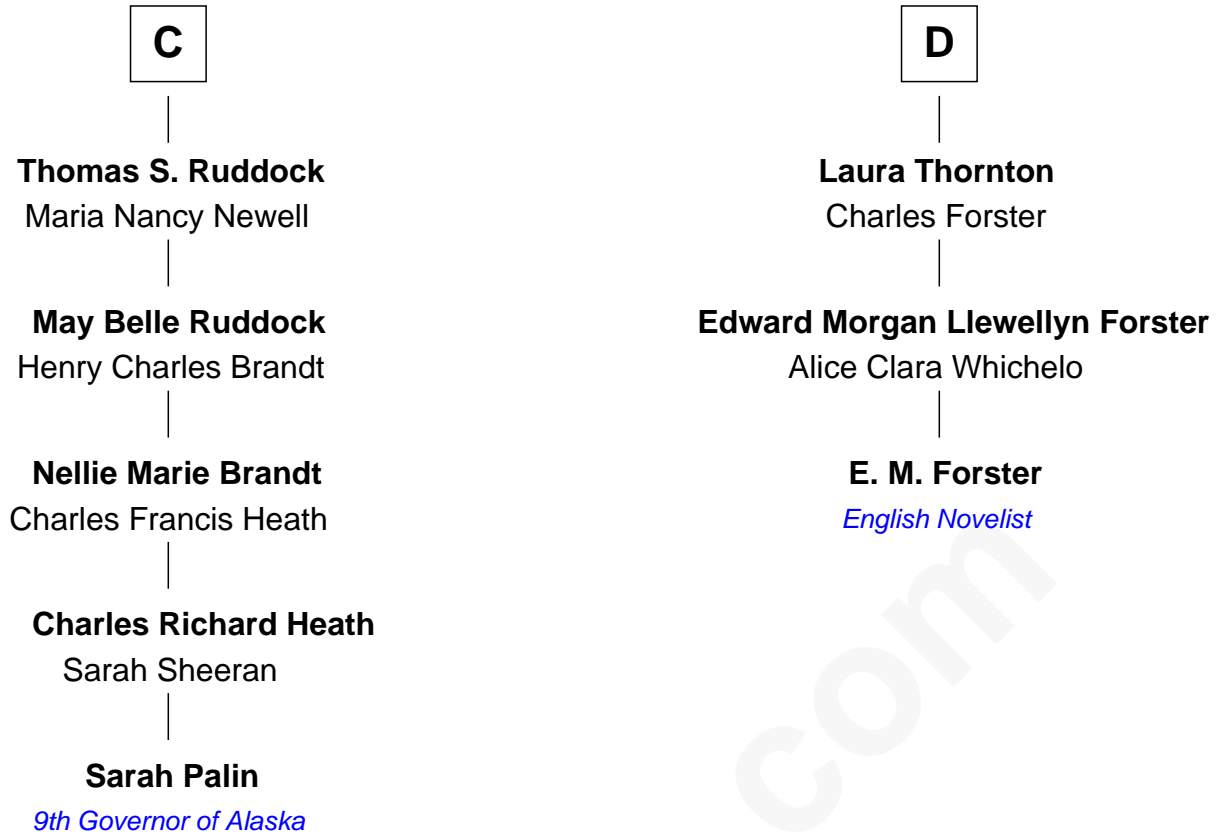 C
Thomas S. Ruddock
Maria Nancy Newell
May Belle Ruddock
Henry Charles Brandt
Nellie Marie Brandt
Charles Francis Heath
Charles Richard Heath
Sarah Sheeran
Sarah Palin
9th Governor of Alaska
D
Laura Thornton
Charles Forster
Edward Morgan Llewellyn Forster
Alice Clara Whichelo
E. M. Forster
English Novelist
com